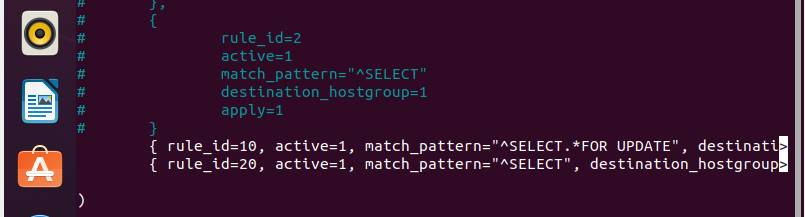 # },
# {
# rule_id=2
# active=1
# match_pattern="^SELECT"
# destination_hostgroup=1
# apply=1
# }
{ rule_id=10, active=1, match_pattern="^SELECT.*FOR UPDATE", destinati>
{ rule_id=20, active=1, match_pattern="^SELECT", destination_hostgroup>
)